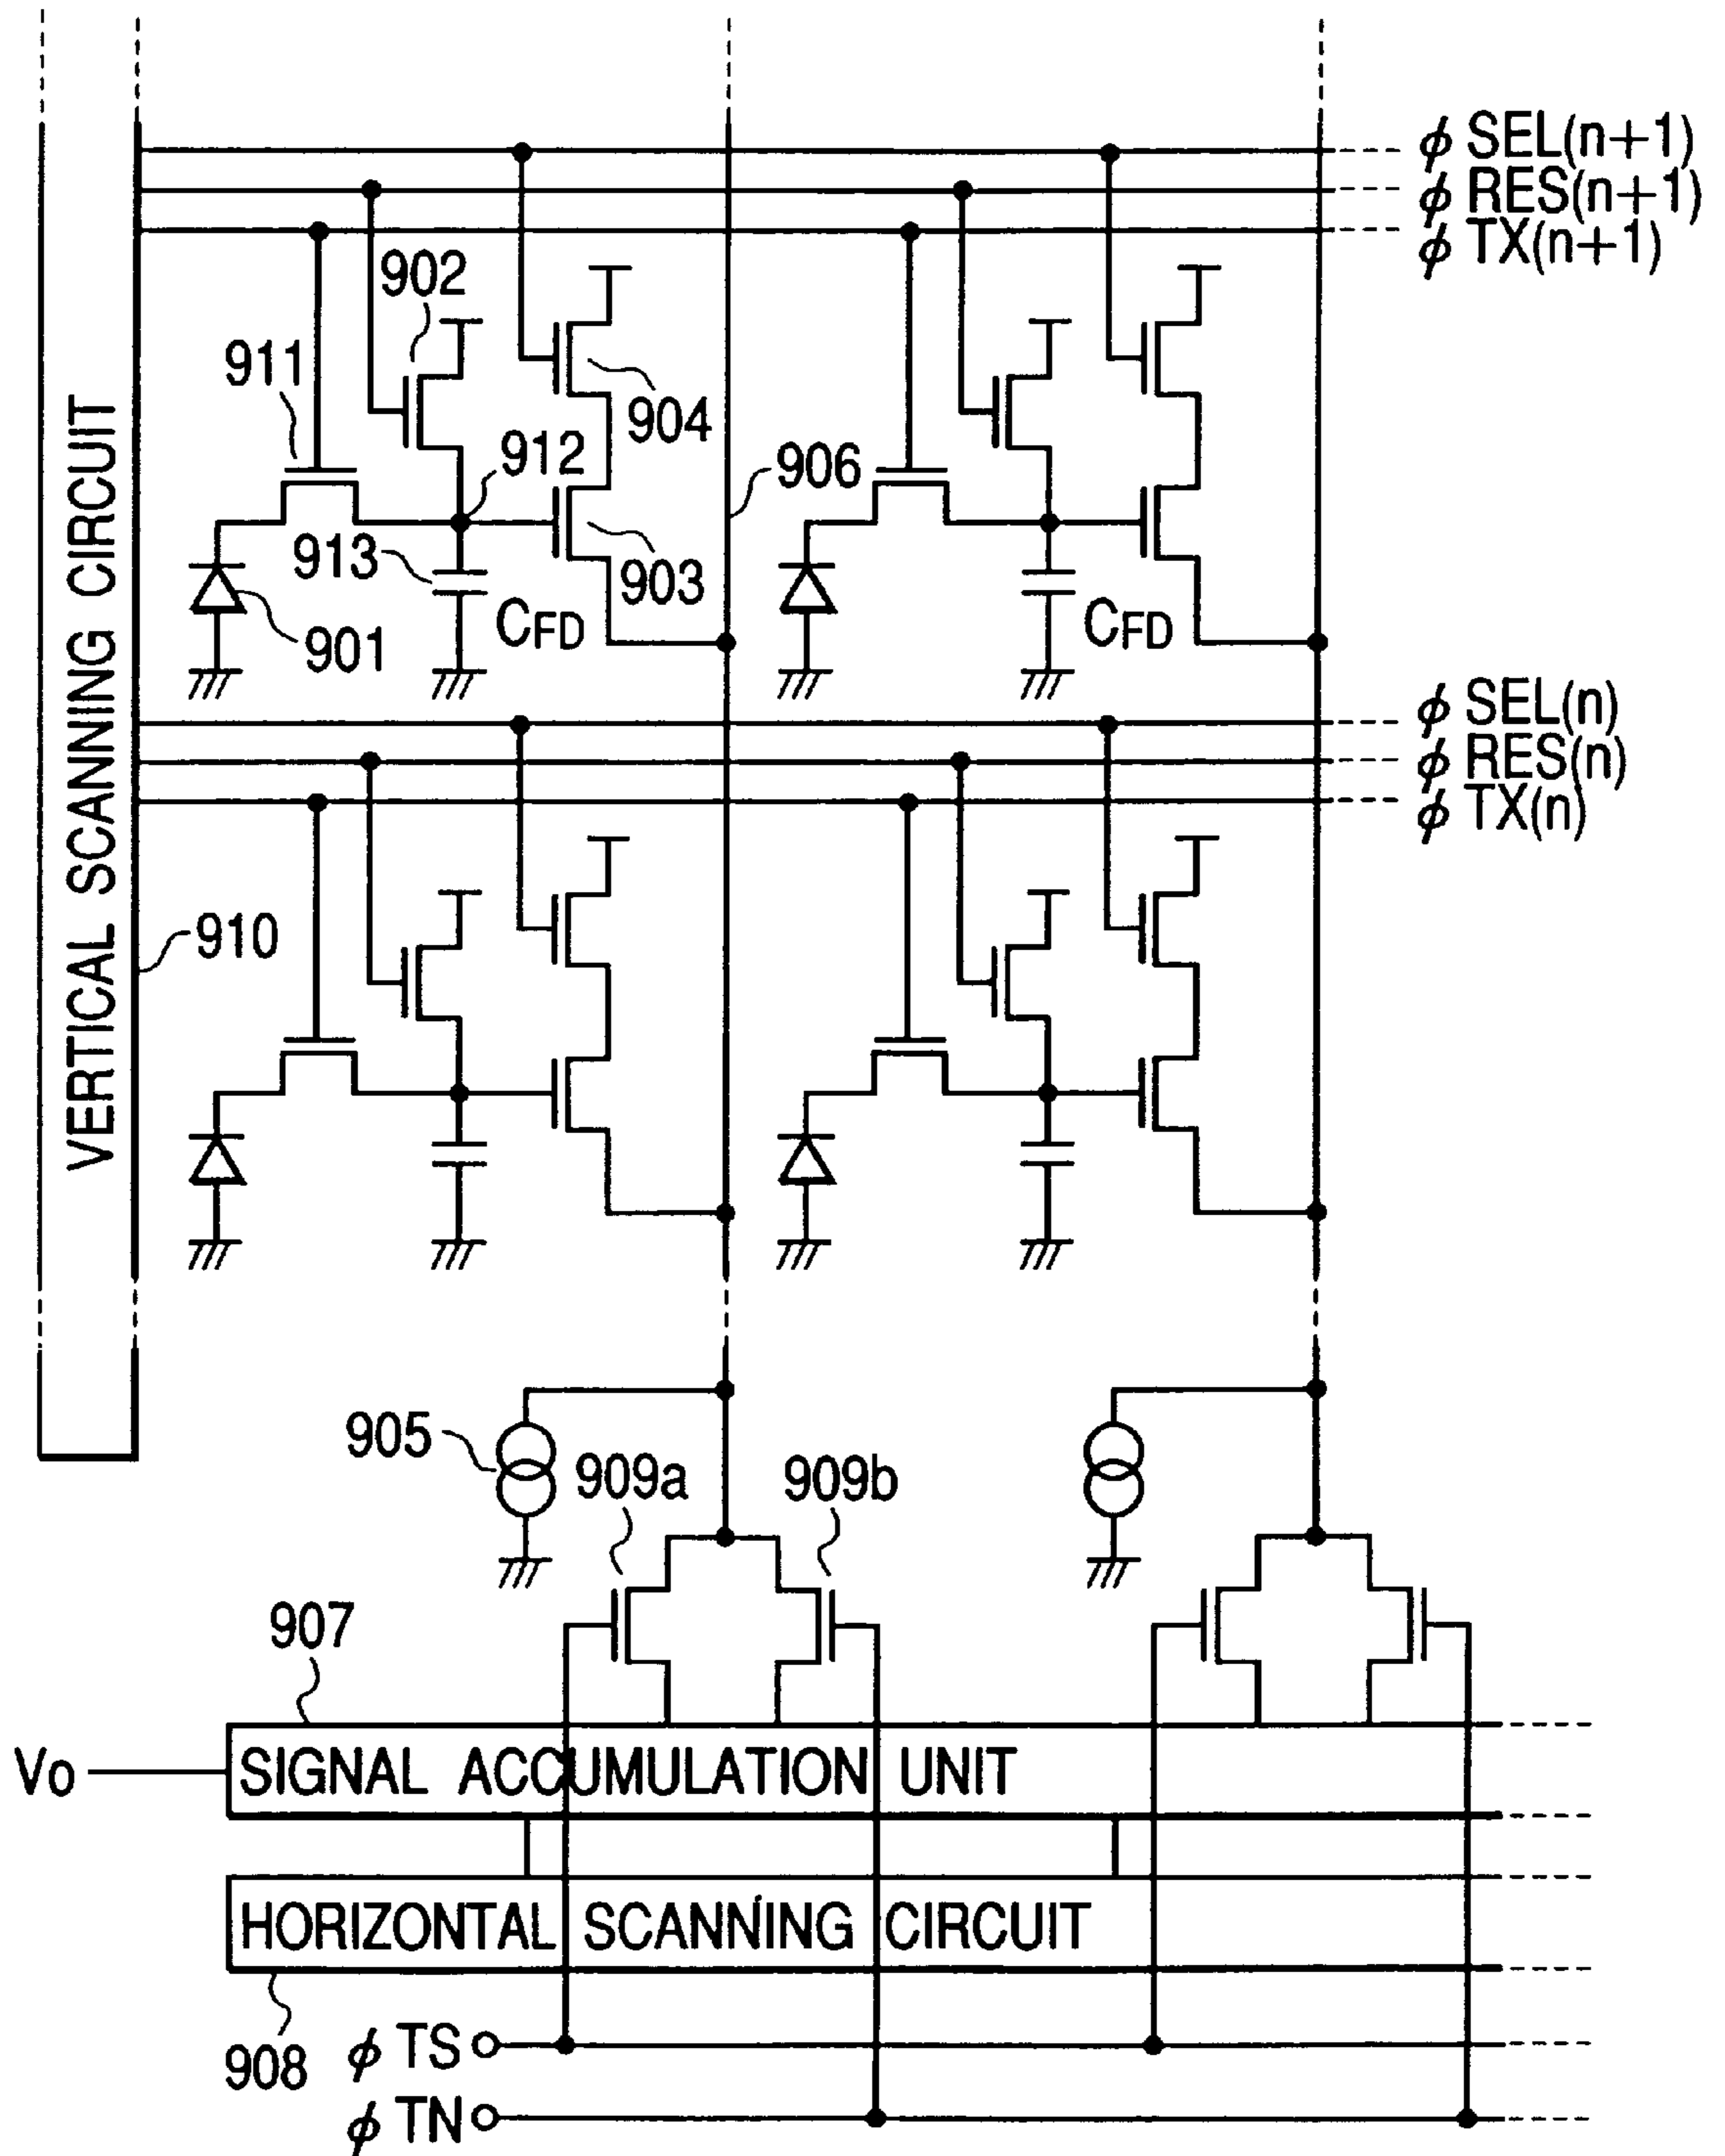 φ SEL(n+1)
φ RES(n+1)
φ TX(n+1)
902
911
904
912
906
913
903
CFD
CFD
901
VERTICAL SCANNING CIRCUIT
φ SEL(n)
φ RES(n)
φ TX(n)
910
905
909a
909b
907
Vo
SIGNAL ACCUMULATION UNIT
HORIZONTAL SCANNING CIRCUIT
908
φ TS
φ TN